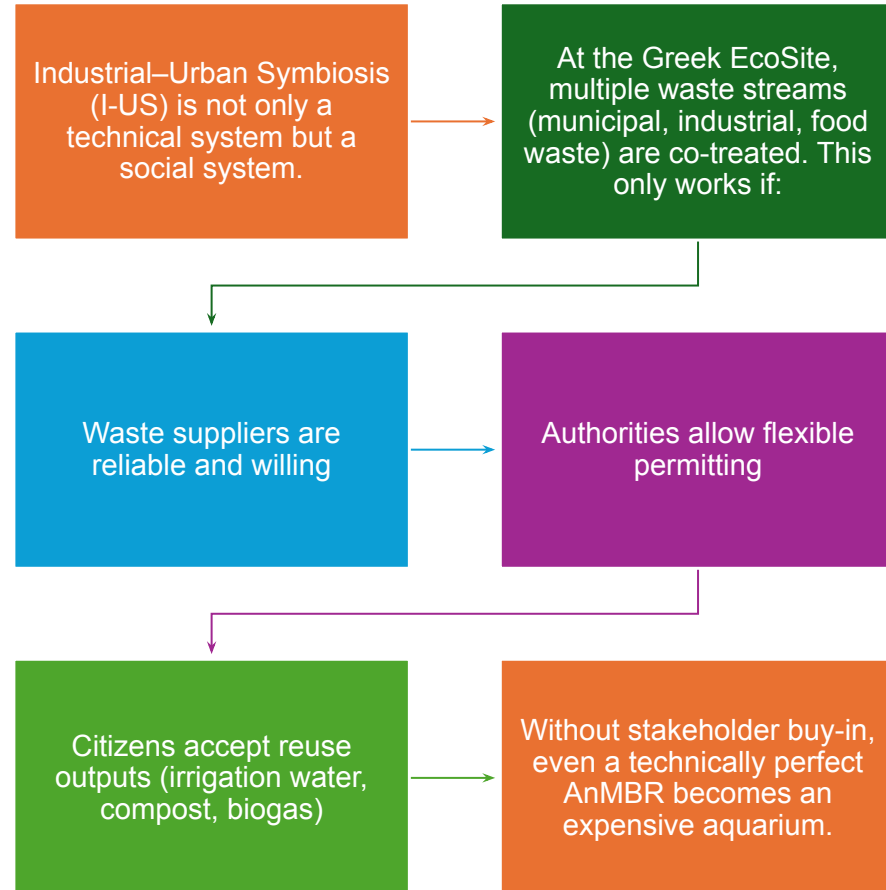 Industrial–Urban Symbiosis
(I-US) is not only a
technical system but a
social system.
At the Greek EcoSite,
multiple waste streams
(municipal, industrial, food
waste) are co-treated. This
only works if:
Waste suppliers are
reliable and willing
Authorities allow flexible
permitting
Citizens accept reuse
outputs (irrigation water,
compost, biogas)
Without stakeholder buy-in,
even a technically perfect
AnMBR becomes an
expensive aquarium.